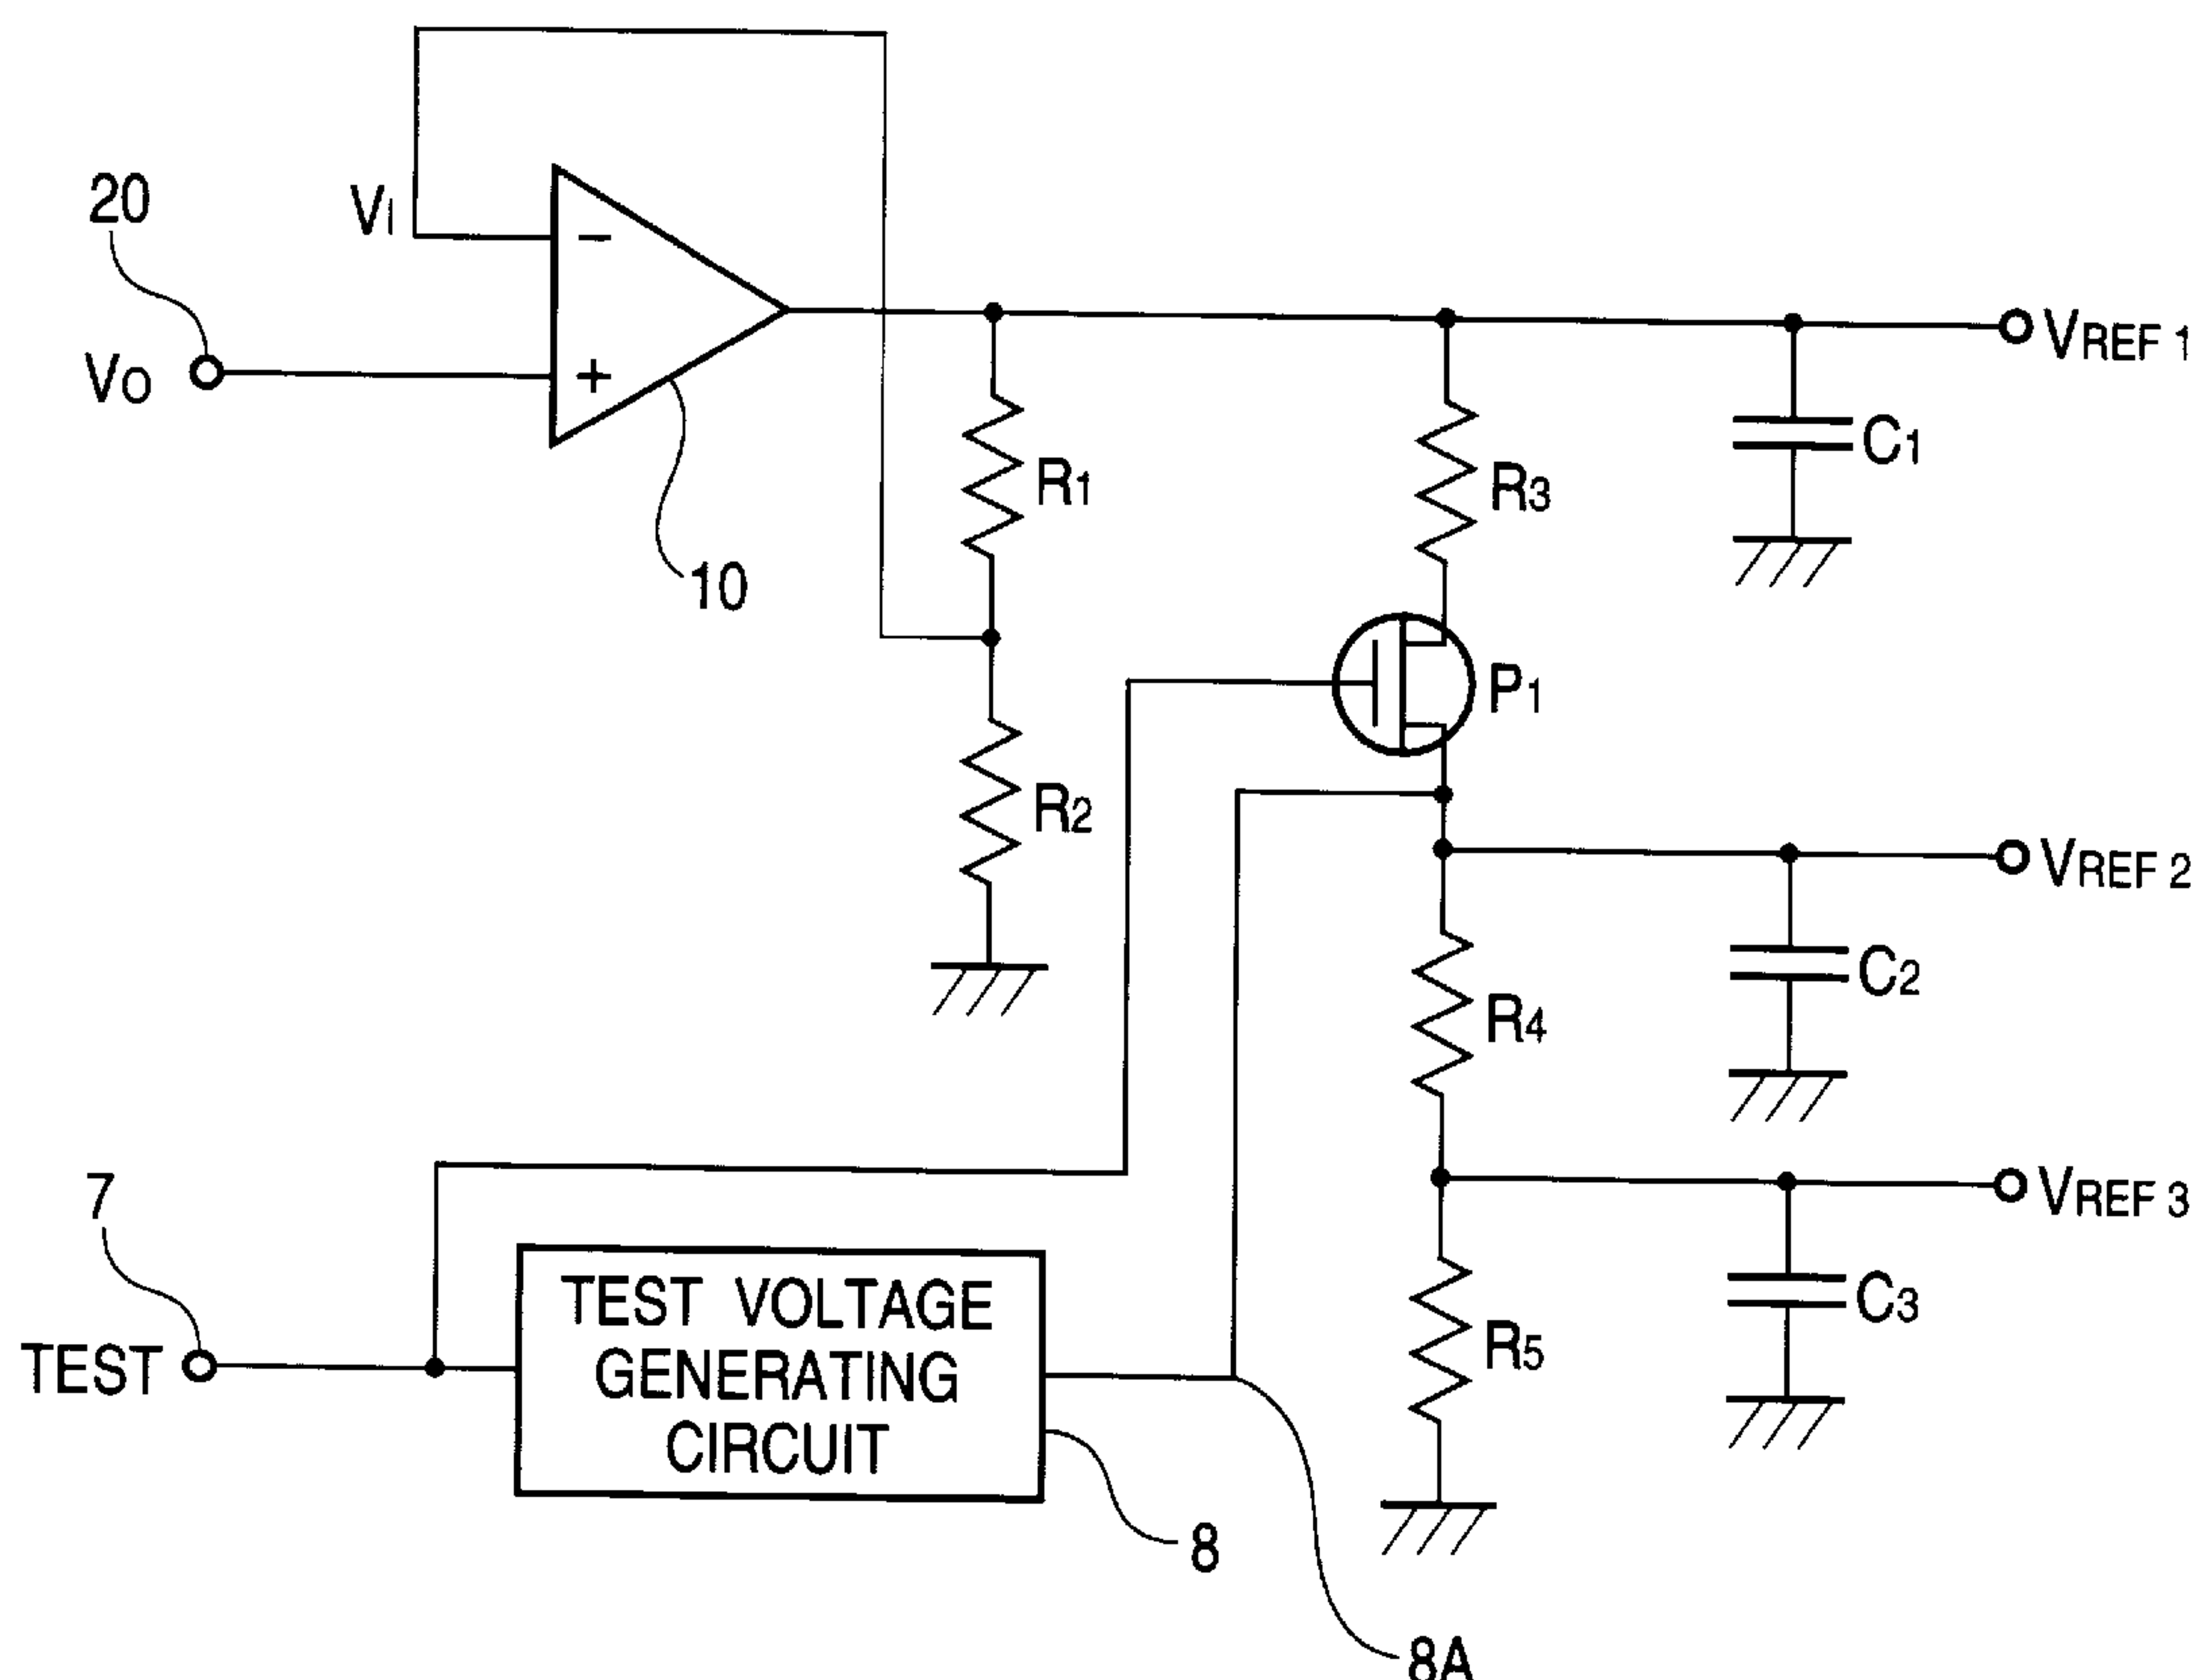 20
VI
VO
10
R1
R2
R3
P1
R4
R5
C1
C2
C3
VREF 1
VREF 2
VREF 3
7
TEST
TEST VOLTAGE
GENERATING
CIRCUIT
8
8A